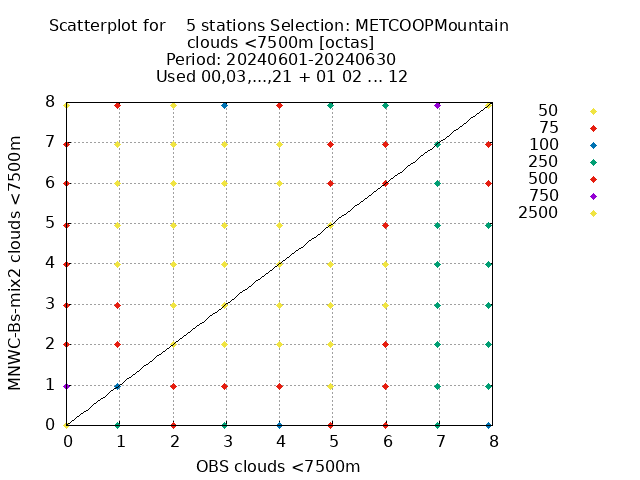 Scatterplot for    5 stations Selection: METCOOPMountain
clouds <7500m [octas]
Period: 20240601-20240630
Used 00,03,...,21 + 01 02 ... 12
8
7
6
5
4
3
2
1
0
MNWC-Bs-mix2 clouds <7500m
0 1 2 3 4 5 6 7 8
OBS clouds <7500m
50
75
100
250
500
750
2500